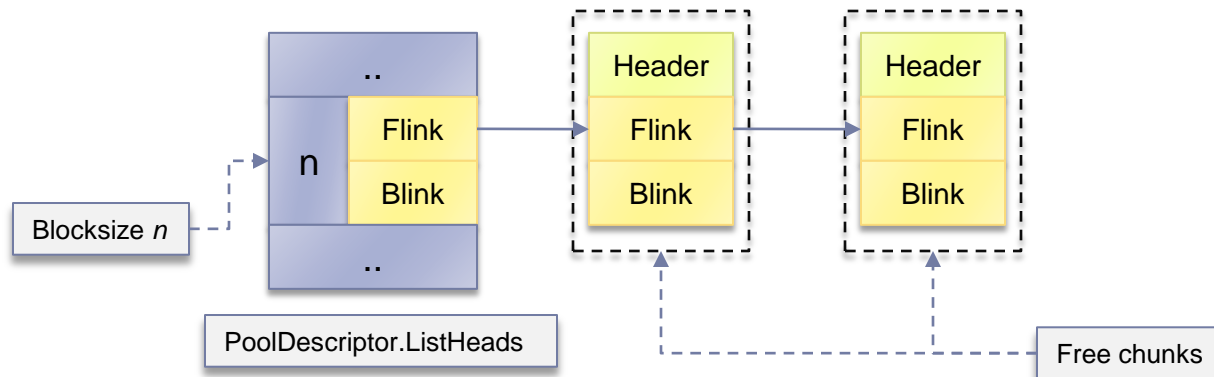 ..
n
Flink
Blink
..
Header
Flink
Blink
Header
Flink
Blink
Blocksize n
PoolDescriptor.ListHeads
Free chunks